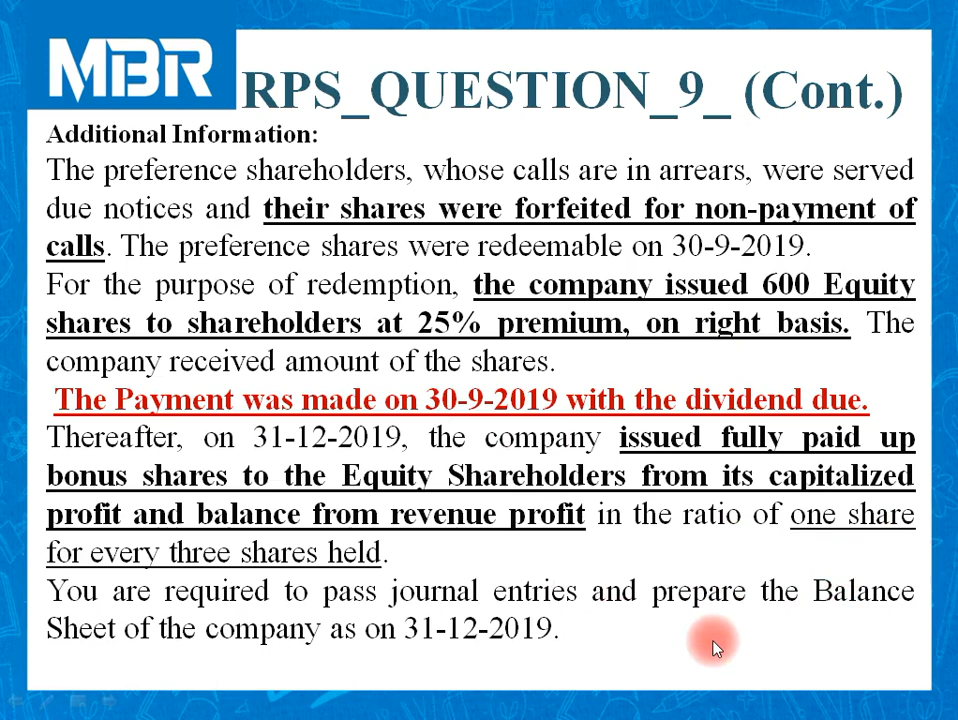 MBR
RPS_QUESTION_9_ (Cont.)
Additional Information:
The preference shareholders, whose calls are in arrears, were served
due notices and their shares were forfeited for non-payment of
calls. The preference shares were redeemable on 30-9-2019.
For the purpose of redemption, the company issued 600 Equity
shares to shareholders at 25% premium, on right basis. The
company received amount of the shares.
The Payment was made on 30-9-2019 with the dividend due.
Thereafter, on 31-12-2019, the company issued fully paid up
bonus shares to the Equity Shareholders from its capitalized
profit and balance from revenue profit in the ratio of one share
for every three shares held.
You are required to pass journal entries and prepare the Balance
Sheet of the company as on 31-12-2019.